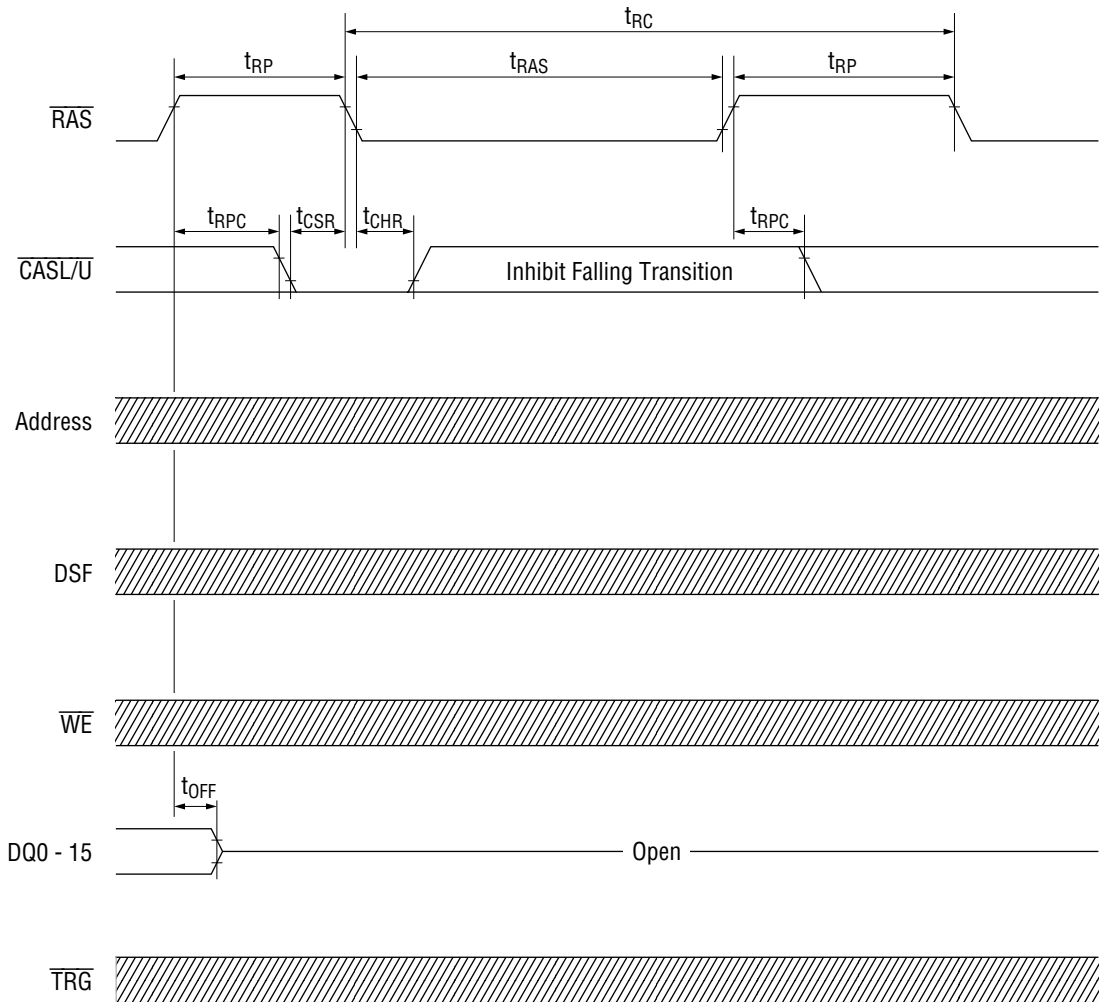 tRC
tRP tRAS tRP
RAS
tRPC tCSR tCHR tRPC
CASL/U Inhibit Falling Transition
Address
DSF
WE
tOFF
DQ0 - 15 Open
TRG